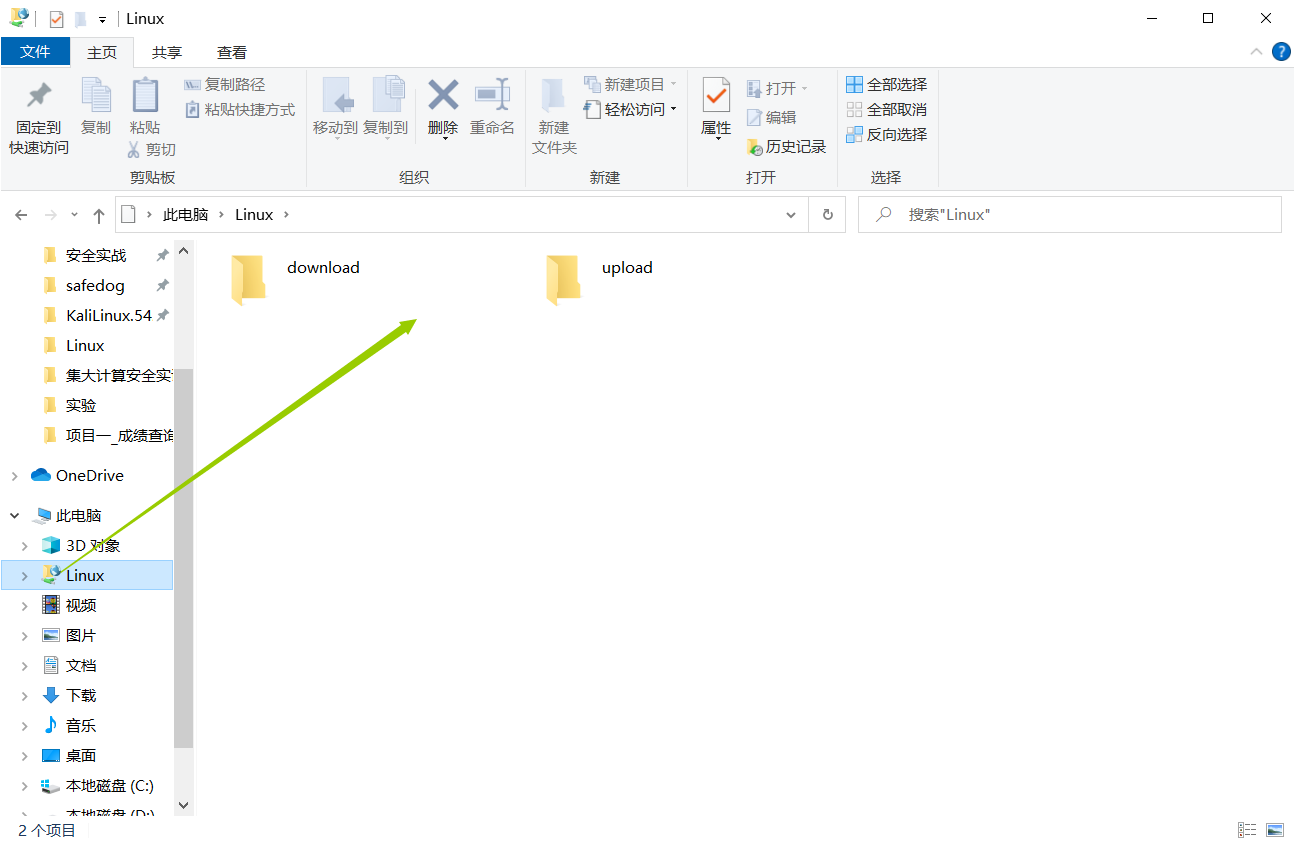 Linux
文件 主页 共享 查看
固定到
快速访问
复制
粘贴
复制路径
粘贴快捷方式
剪切
剪贴板
移动到
复制到
删除
重命名
组织
新建
文件夹
新建项目
轻松访问
新建
属性
打开
编辑
历史记录
打开
全部选择
全部取消
反向选择
选择
此电脑 Linux
搜索"Linux"
安全实战
safedog
KaliLinux.54
Linux
集大计算安全实
实验
项目一_成绩查询
OneDrive
此电脑
3D 对象
Linux
视频
图片
文档
下载
音乐
桌面
本地磁盘 (C:)
本地磁盘 (D:)
download
upload
2 个项目